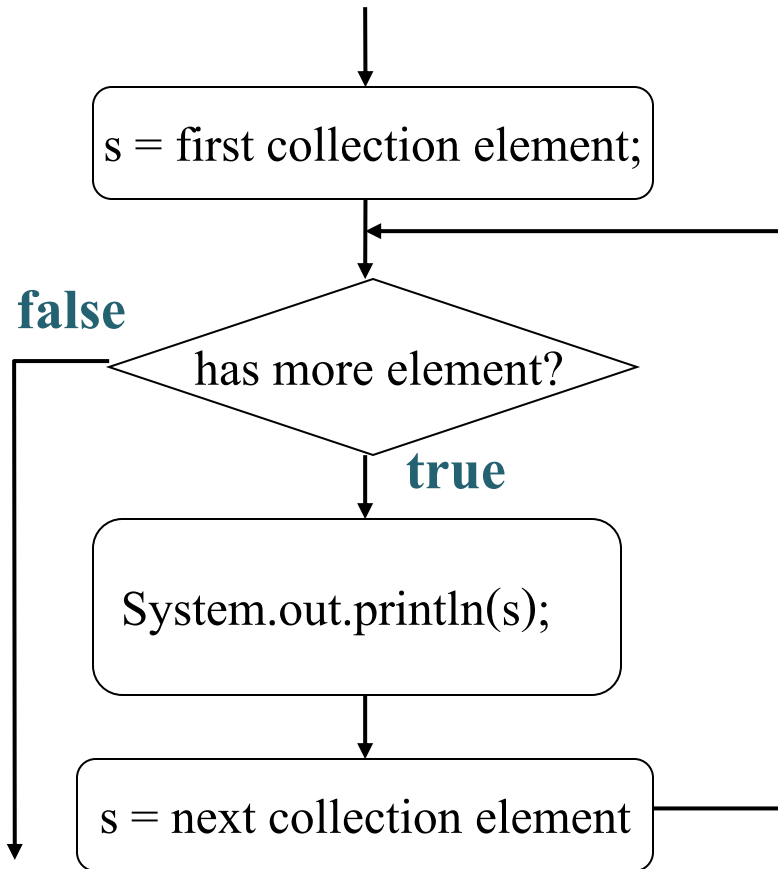 s = first collection element;
false
has more element?
true
System.out.println(s);
s = next collection element